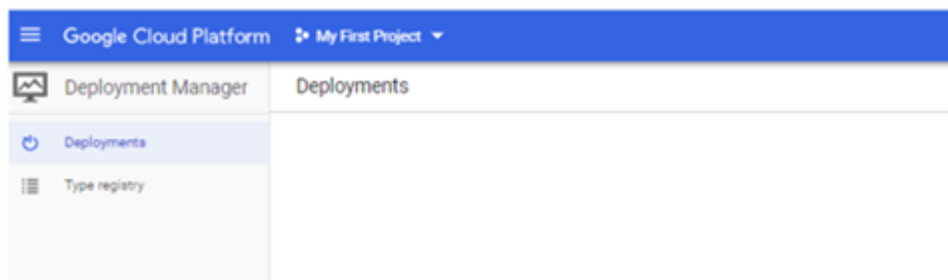 Google Cloud Platform My First Project
Deployment Manager Deployments
Deployments
Type registry